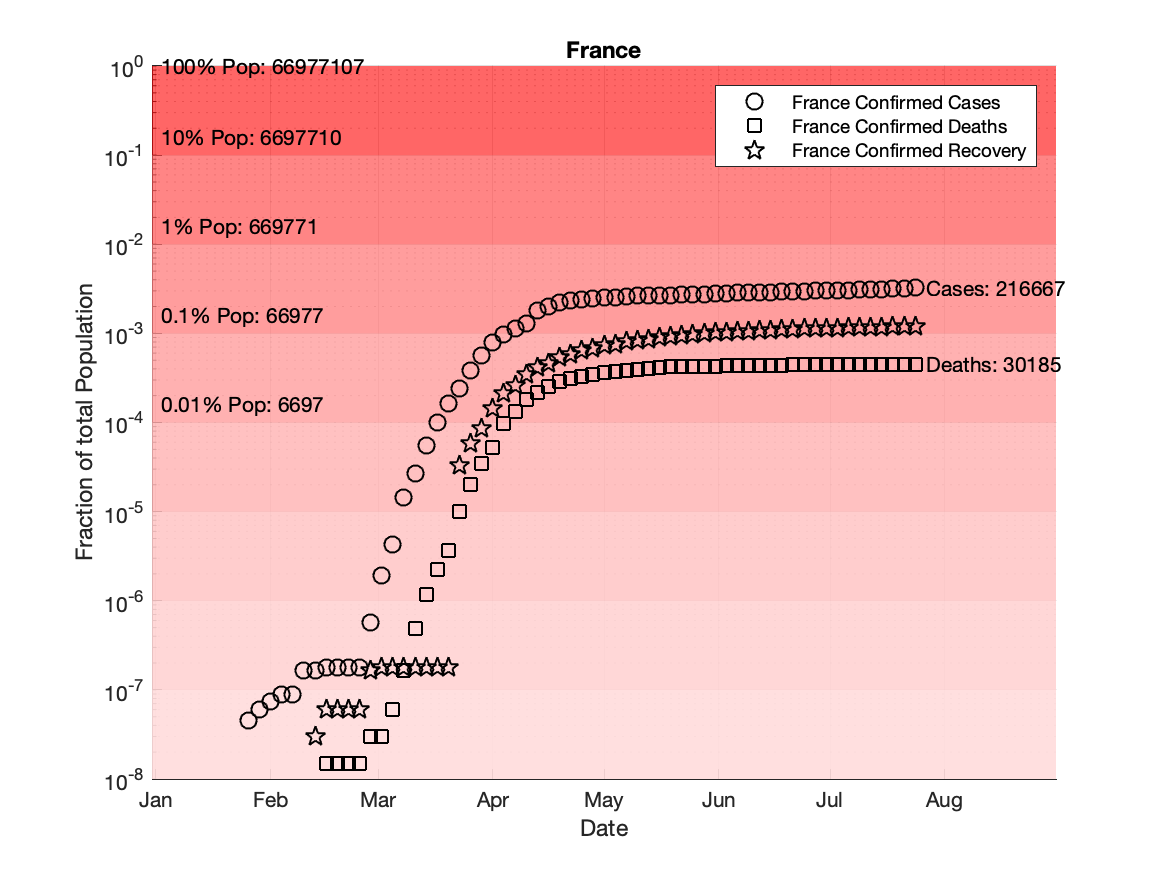 France
10^0
100% Pop: 66977107
France Confirmed Cases
France Confirmed Deaths
France Confirmed Recovery
10% Pop: 6697710
10^-1
1% Pop: 669771
10^-2
Cases: 216667
0.1% Pop: 66977
10^-3
Deaths: 30185
0.01% Pop: 6697
10^-4
10^-5
10^-6
10^-7
10^-8
Fraction of total Population
Jan Feb Mar Apr May Jun Jul Aug
Date